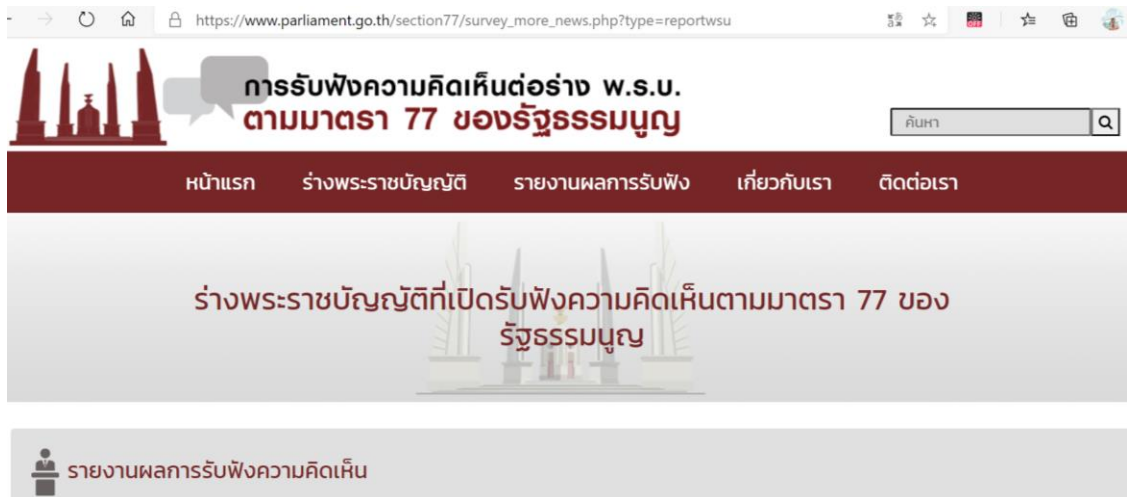 https://www.parliament.go.th/section77/survey_more_news.php?type=reportwsu
การรับฟังความคิดเห็นต่อร่าง พ.ร.บ.
ตามมาตรา 77 ของรัฐธรรมนูญ
ค้นหา
หน้าแรก ร่างพระราชบัญญัติ รายงานผลการรับฟัง เกี่ยวกับเรา ติดต่อเรา
ร่างพระราชบัญญัติที่เปิดรับฟังความคิดเห็นตามมาตรา 77 ของ
รัฐธรรมนูญ
รายงานผลการรับฟังความคิดเห็น